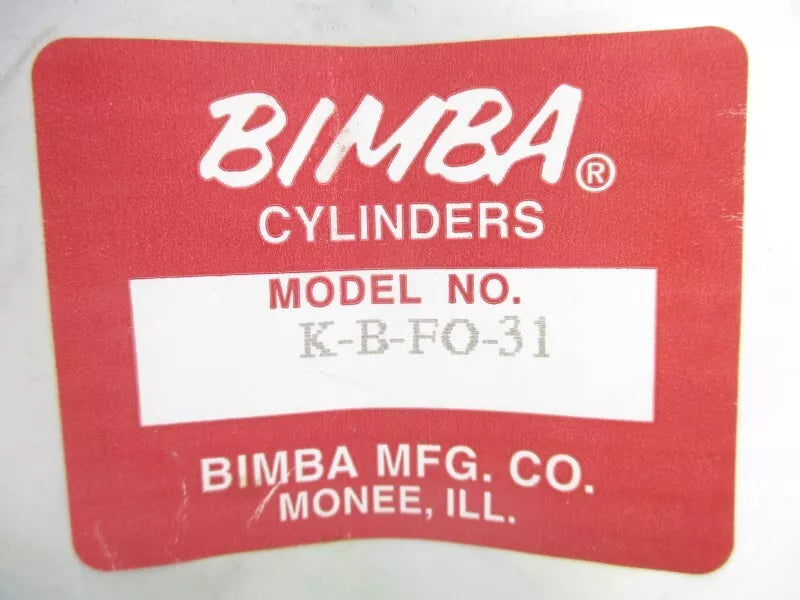 BIMBA®
CYLINDERS
MODEL NO.
K-B-FO-31
BIMBA MFG. CO.
MONEE, ILL.